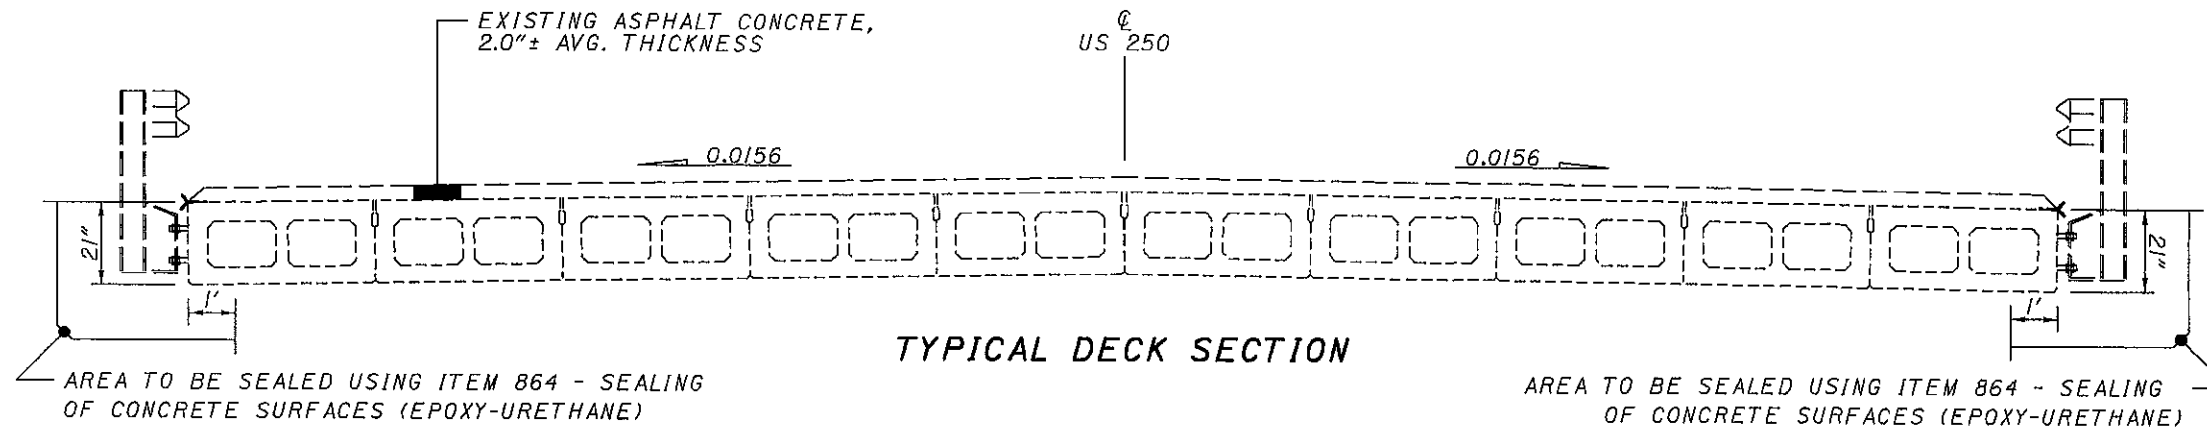 EXISTING ASPHALT CONCRETE,
2.0"± AVG. THICKNESS
℄
US 250
0.0156
0.0156
21"
21"
1'
1'
TYPICAL DECK SECTION
AREA TO BE SEALED USING ITEM 864 - SEALING
OF CONCRETE SURFACES (EPOXY-URETHANE)
AREA TO BE SEALED USING ITEM 864 - SEALING
OF CONCRETE SURFACES (EPOXY-URETHANE)